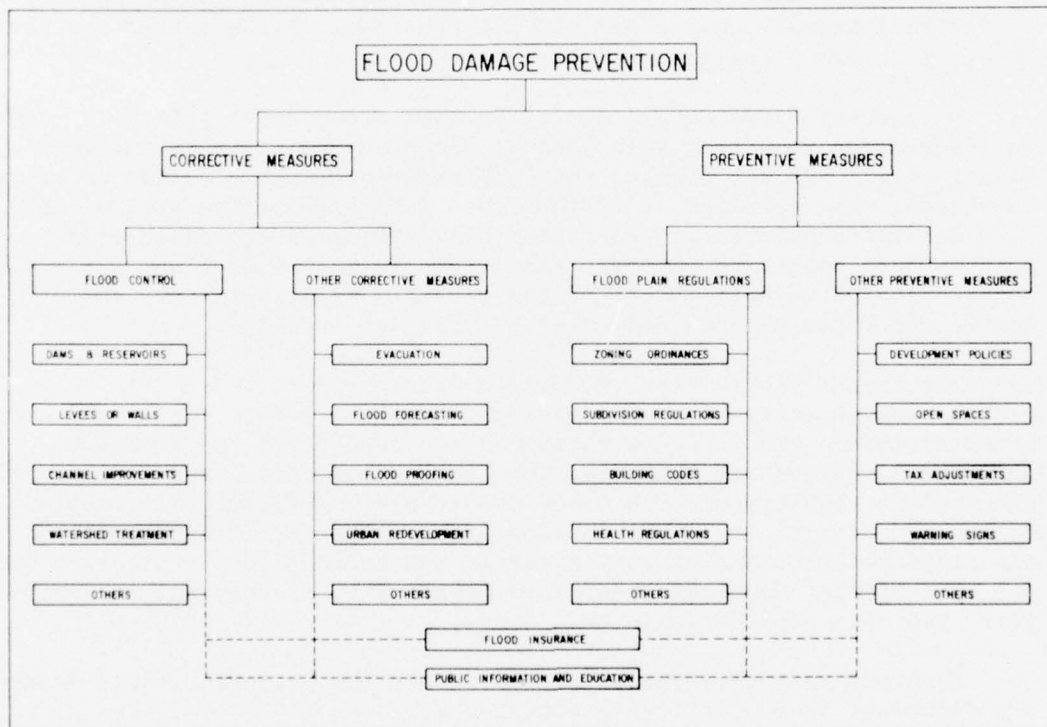 FLOOD DAMAGE PREVENTION
CORRECTIVE MEASURES
PREVENTIVE MEASURES
FLOOD CONTROL
OTHER CORRECTIVE MEASURES
FLOOD PLAIN REGULATIONS
OTHER PREVENTIVE MEASURES
DAMS & RESERVOIRS
EVACUATION
ZONING ORDINANCES
DEVELOPMENT POLICIES
LEVEES OR WALLS
FLOOD FORECASTING
SUBDIVISION REGULATIONS
OPEN SPACES
CHANNEL IMPROVEMENTS
FLOOD PROOFING
BUILDING CODES
TAX ADJUSTMENTS
WATERSHED TREATMENT
URBAN REDEVELOPMENT
HEALTH REGULATIONS
WARNING SIGNS
OTHERS
OTHERS
OTHERS
OTHERS
FLOOD INSURANCE
PUBLIC INFORMATION AND EDUCATION